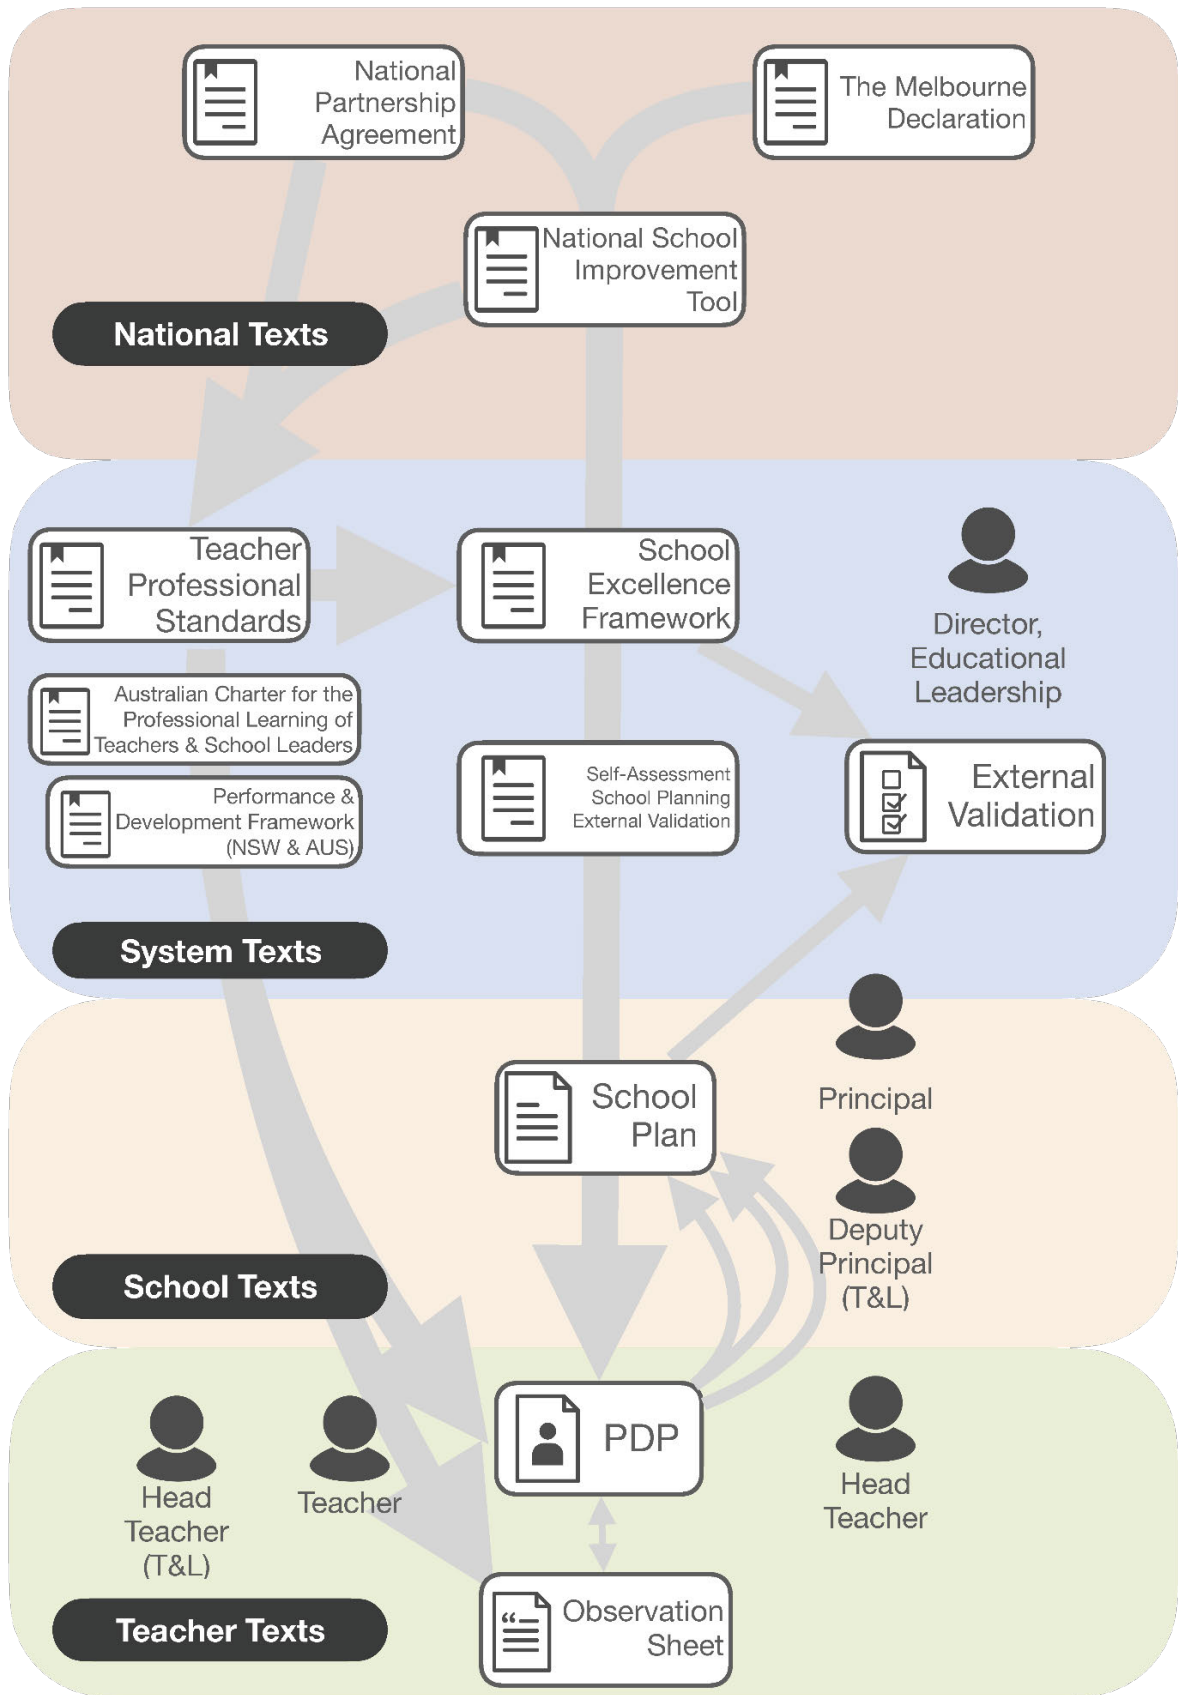 National
Partnership
Agreement
The Melbourne
Declaration
National School
Improvement
Tool
National Texts
Teacher
Professional
Standards
School
Excellence
Framework
Director,
Educational
Leadership
Australian Charter for the
Professional Learning of
Teachers & School Leaders
Self-Assessment
School Planning
External Validation
External
Validation
Performance &
Development Framework
(NSW & AUS)
System Texts
School
Plan
Principal
Deputy
Principal
(T&L)
School Texts
PDP
Head
Teacher
(T&L)
Teacher
Head
Teacher
Observation
Sheet
Teacher Texts